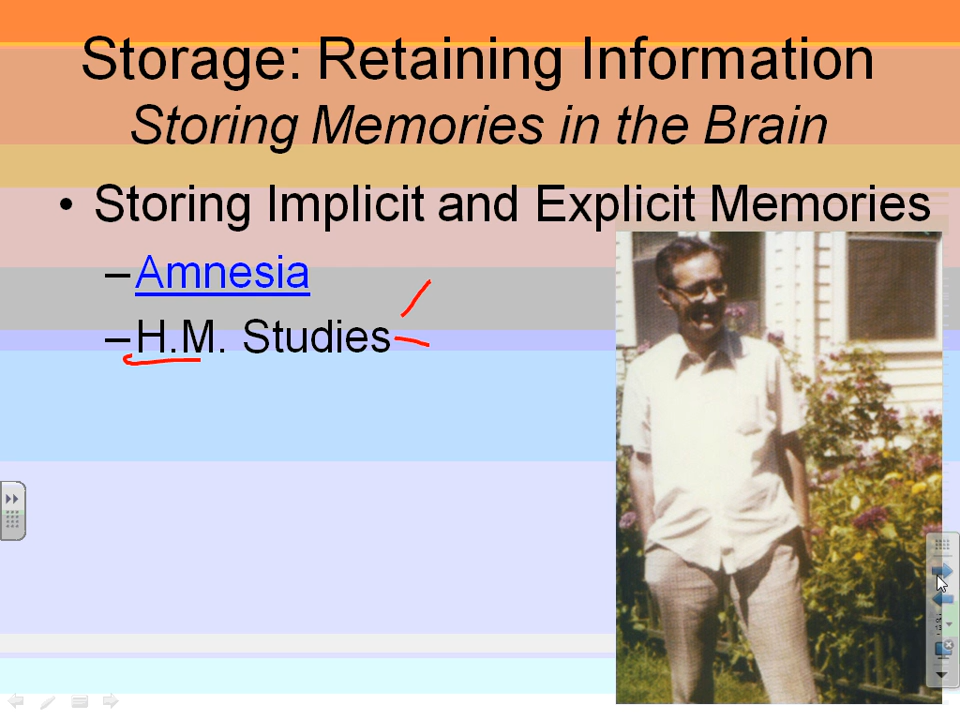 Storage: Retaining Information
Storing Memories in the Brain
• Storing Implicit and Explicit Memories
–Amnesia
–H.M. Studies